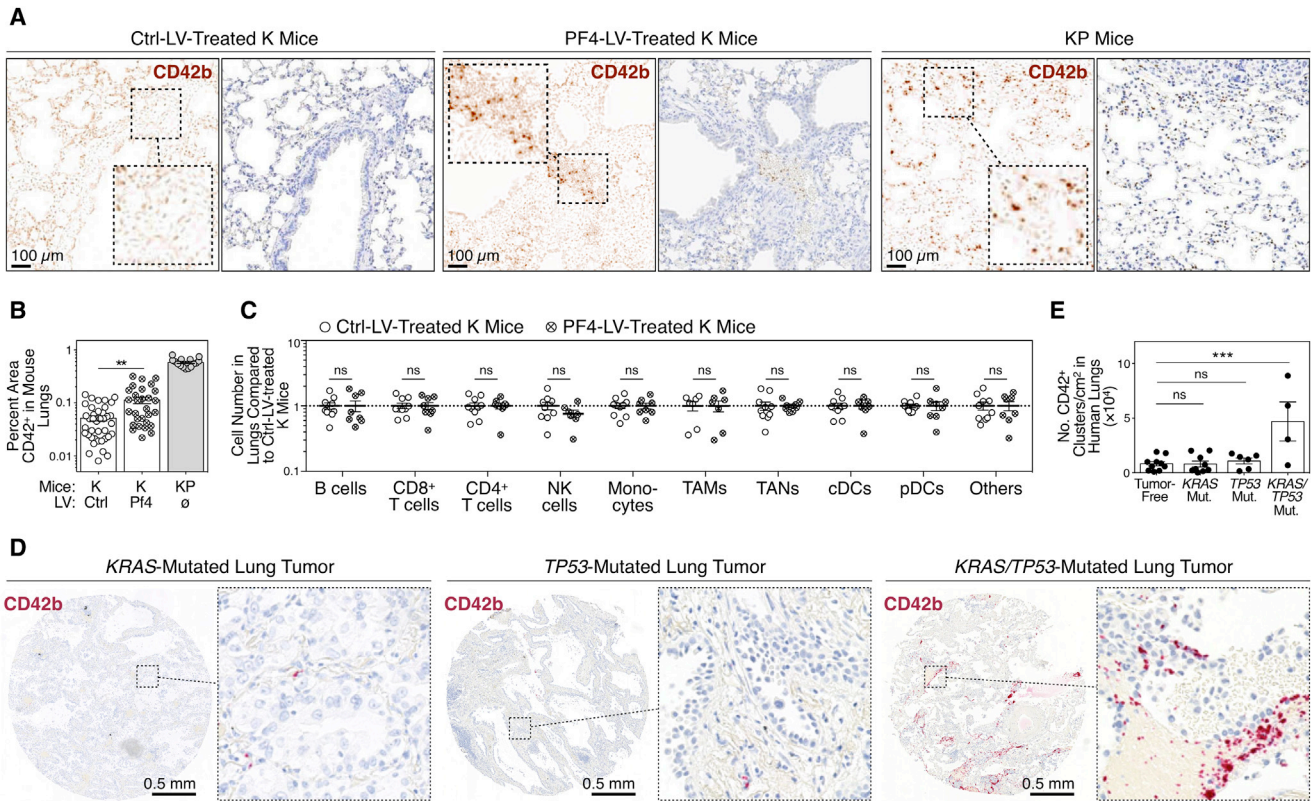 A
Ctrl-LV-Treated K Mice
PF4-LV-Treated K Mice
KP Mice
CD42b
CD42b
CD42b
100 µm
100 µm
100 µm
B
Percent Area
CD42⁺ in Mouse
Lungs
1
0.1
0.01
**
Mice: K K KP
LV: Ctrl Pf4 ø
C
Ctrl-LV-Treated K Mice
PF4-LV-Treated K Mice
Cell Number in
Lungs Compared
to Ctrl-LV-treated
K Mice
10
1
0.1
ns ns ns ns ns ns ns ns ns ns
B cells
CD8⁺
T cells
CD4⁺
T cells
NK
cells
Mono-
cytes
TAMs
TANs
cDCs
pDCs
Others
E
No. CD42⁺
Clusters/cm² in
Human Lungs
(×10⁴)
10
5
0
***
ns
ns
Tumor-
Free
KRAS
Mut.
TP53
Mut.
KRAS/
TP53
Mut.
D
KRAS-Mutated Lung Tumor
TP53-Mutated Lung Tumor
KRAS/TP53-Mutated Lung Tumor
CD42b
CD42b
CD42b
0.5 mm
0.5 mm
0.5 mm